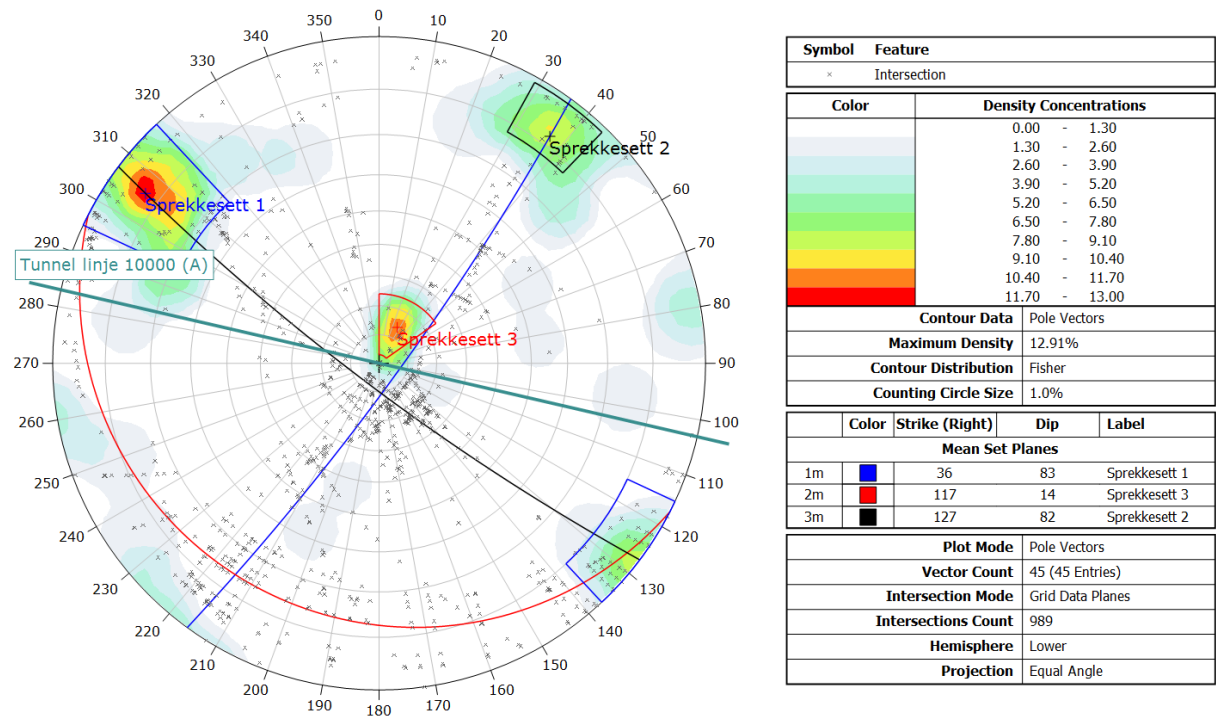 0
10
20
30
40
50
60
70
80
90
100
110
120
130
140
150
160
170
180
190
200
210
220
230
240
250
260
270
280
290
300
310
320
330
340
350
Sprekkesett 2
Sprekkesett 1
Tunnel linje 10000 (A)
Sprekkesett 3
Symbol Feature
Intersection
Color Density Concentrations
0.00 - 1.30
1.30 - 2.60
2.60 - 3.90
3.90 - 5.20
5.20 - 6.50
6.50 - 7.80
7.80 - 9.10
9.10 - 10.40
10.40 - 11.70
11.70 - 13.00
Contour Data Pole Vectors
Maximum Density 12.91%
Contour Distribution Fisher
Counting Circle Size 1.0%
Color Strike (Right) Dip Label
Mean Set Planes
1m 36 83 Sprekkesett 1
2m 117 14 Sprekkesett 3
3m 127 82 Sprekkesett 2
Plot Mode Pole Vectors
Vector Count 45 (45 Entries)
Intersection Mode Grid Data Planes
Intersections Count 989
Hemisphere Lower
Projection Equal Angle